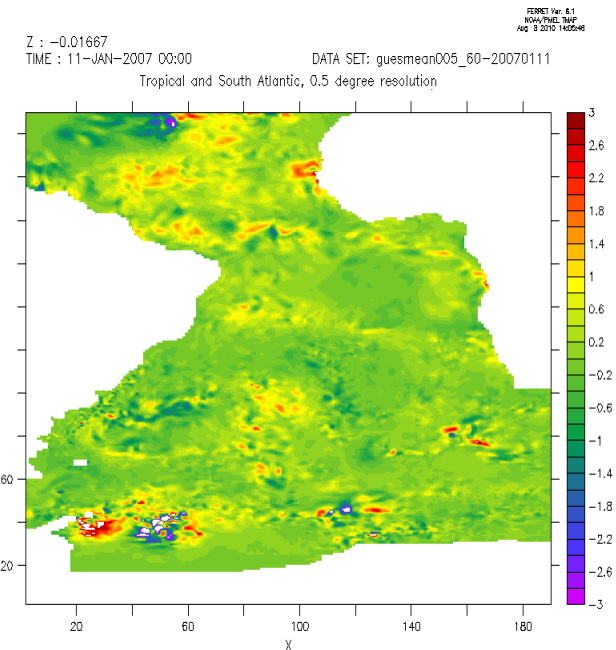 FERRET Ver. 6.1
NOAA/PMEL TMAP
Aug 3 2010 14:05:46
Z : -0.01667
TIME : 11-JAN-2007 00:00
DATA SET: guesmean005_60-20070111
Tropical and South Atlantic, 0.5 degree resolution
3
2.6
2.2
1.8
1.4
1
0.6
0.2
-0.2
-0.6
-1
-1.4
-1.8
-2.2
-2.6
-3
60
20
20 60 100 140 180
X